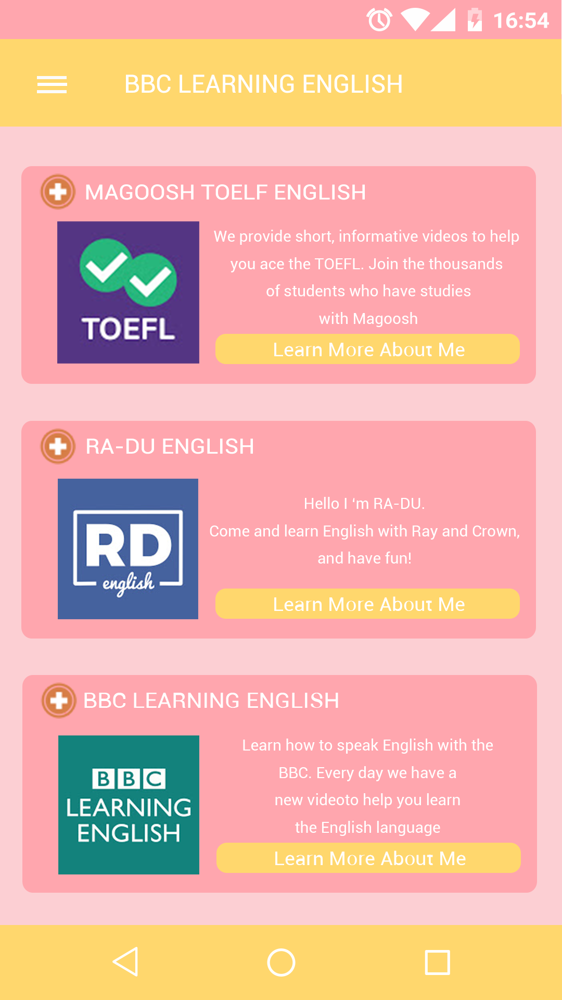 16:54
BBC LEARNING ENGLISH
MAGOOSH TOELF ENGLISH
TOEFL
We provide short, informative videos to help
you ace the TOEFL. Join the thousands
of students who have studies
with Magoosh
Learn More About Me
RA-DU ENGLISH
RD
english
Hello I ‘m RA-DU.
Come and learn English with Ray and Crown,
and have fun!
Learn More About Me
BBC LEARNING ENGLISH
BBC
LEARNING
ENGLISH
Learn how to speak English with the
BBC. Every day we have a
new videoto help you learn
the English language
Learn More About Me